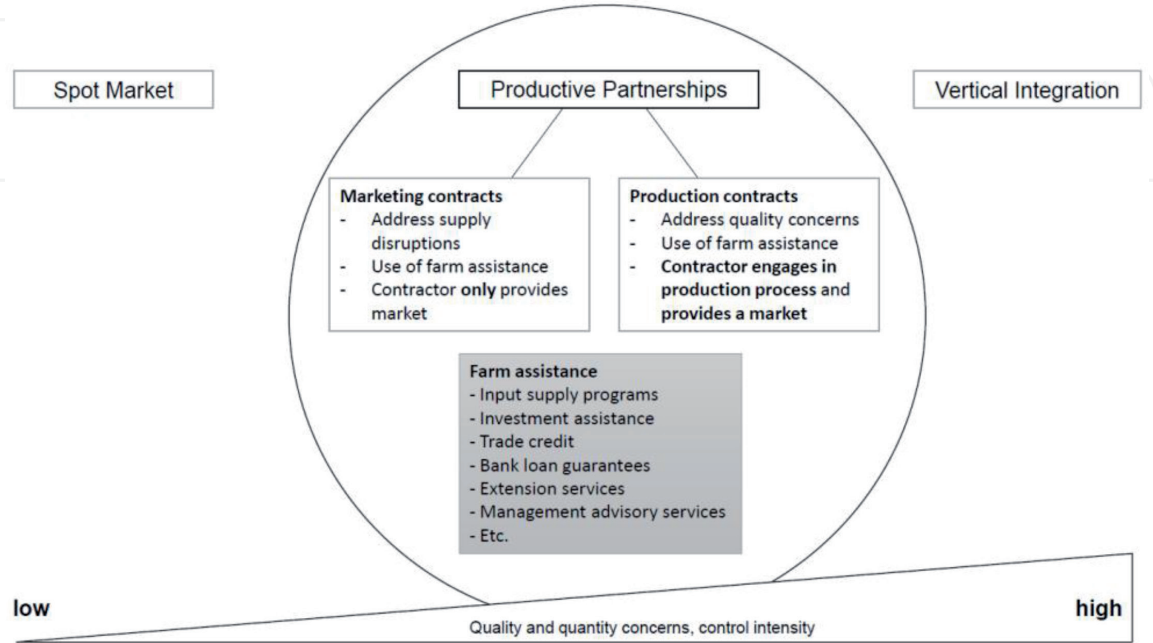 Spot Market
Productive Partnerships
Vertical Integration
Marketing contracts
- Address supply
disruptions
- Use of farm assistance
- Contractor only provides
market
Production contracts
- Address quality concerns
- Use of farm assistance
- Contractor engages in
production process and
provides a market
Farm assistance
- Input supply programs
- Investment assistance
- Trade credit
- Bank loan guarantees
- Extension services
- Management advisory services
- Etc.
low
high
Quality and quantity concerns, control intensity